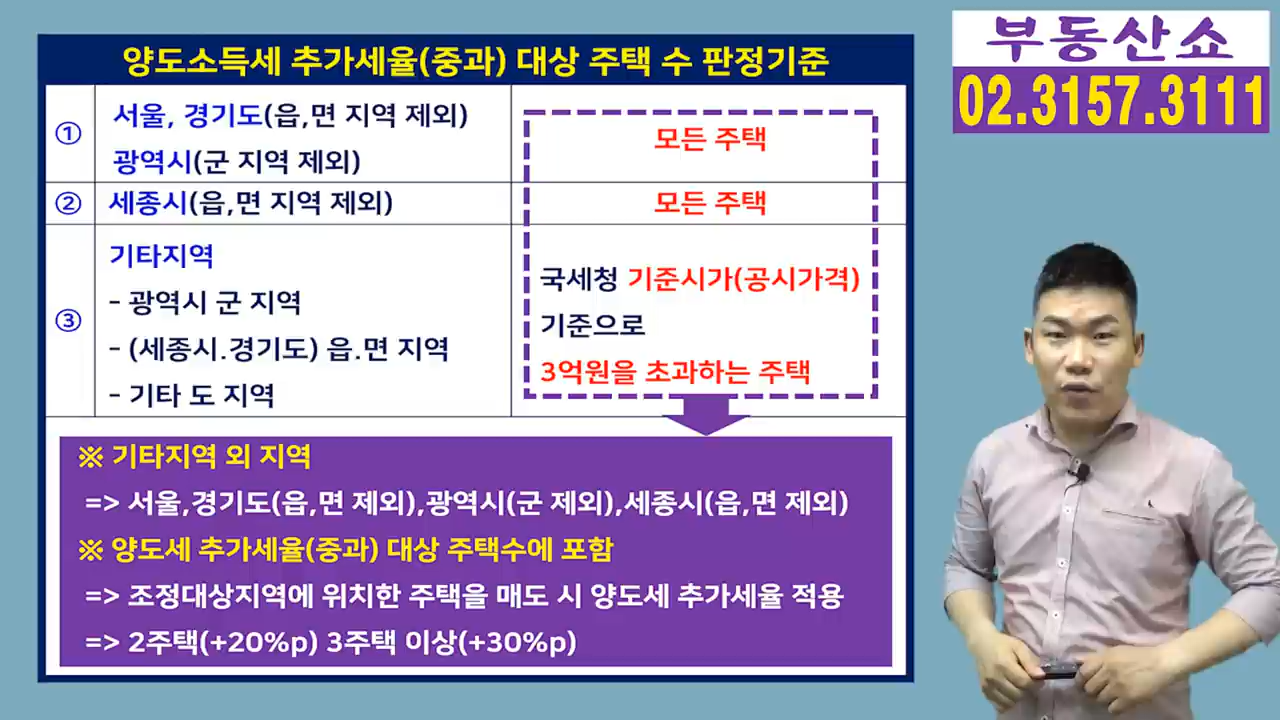 부동산쇼
02.3157.3111
양도소득세 추가세율(중과) 대상 주택 수 판정기준
① 서울, 경기도(읍,면 지역 제외)
광역시(군 지역 제외)
모든 주택
② 세종시(읍,면 지역 제외)
모든 주택
③ 기타지역
- 광역시 군 지역
- (세종시.경기도) 읍.면 지역
- 기타 도 지역
국세청 기준시가(공시가격)
기준으로
3억원을 초과하는 주택
※ 기타지역 외 지역
=> 서울,경기도(읍,면 제외),광역시(군 제외),세종시(읍,면 제외)
※ 양도세 추가세율(중과) 대상 주택수에 포함
=> 조정대상지역에 위치한 주택을 매도 시 양도세 추가세율 적용
=> 2주택(+20%p) 3주택 이상(+30%p)